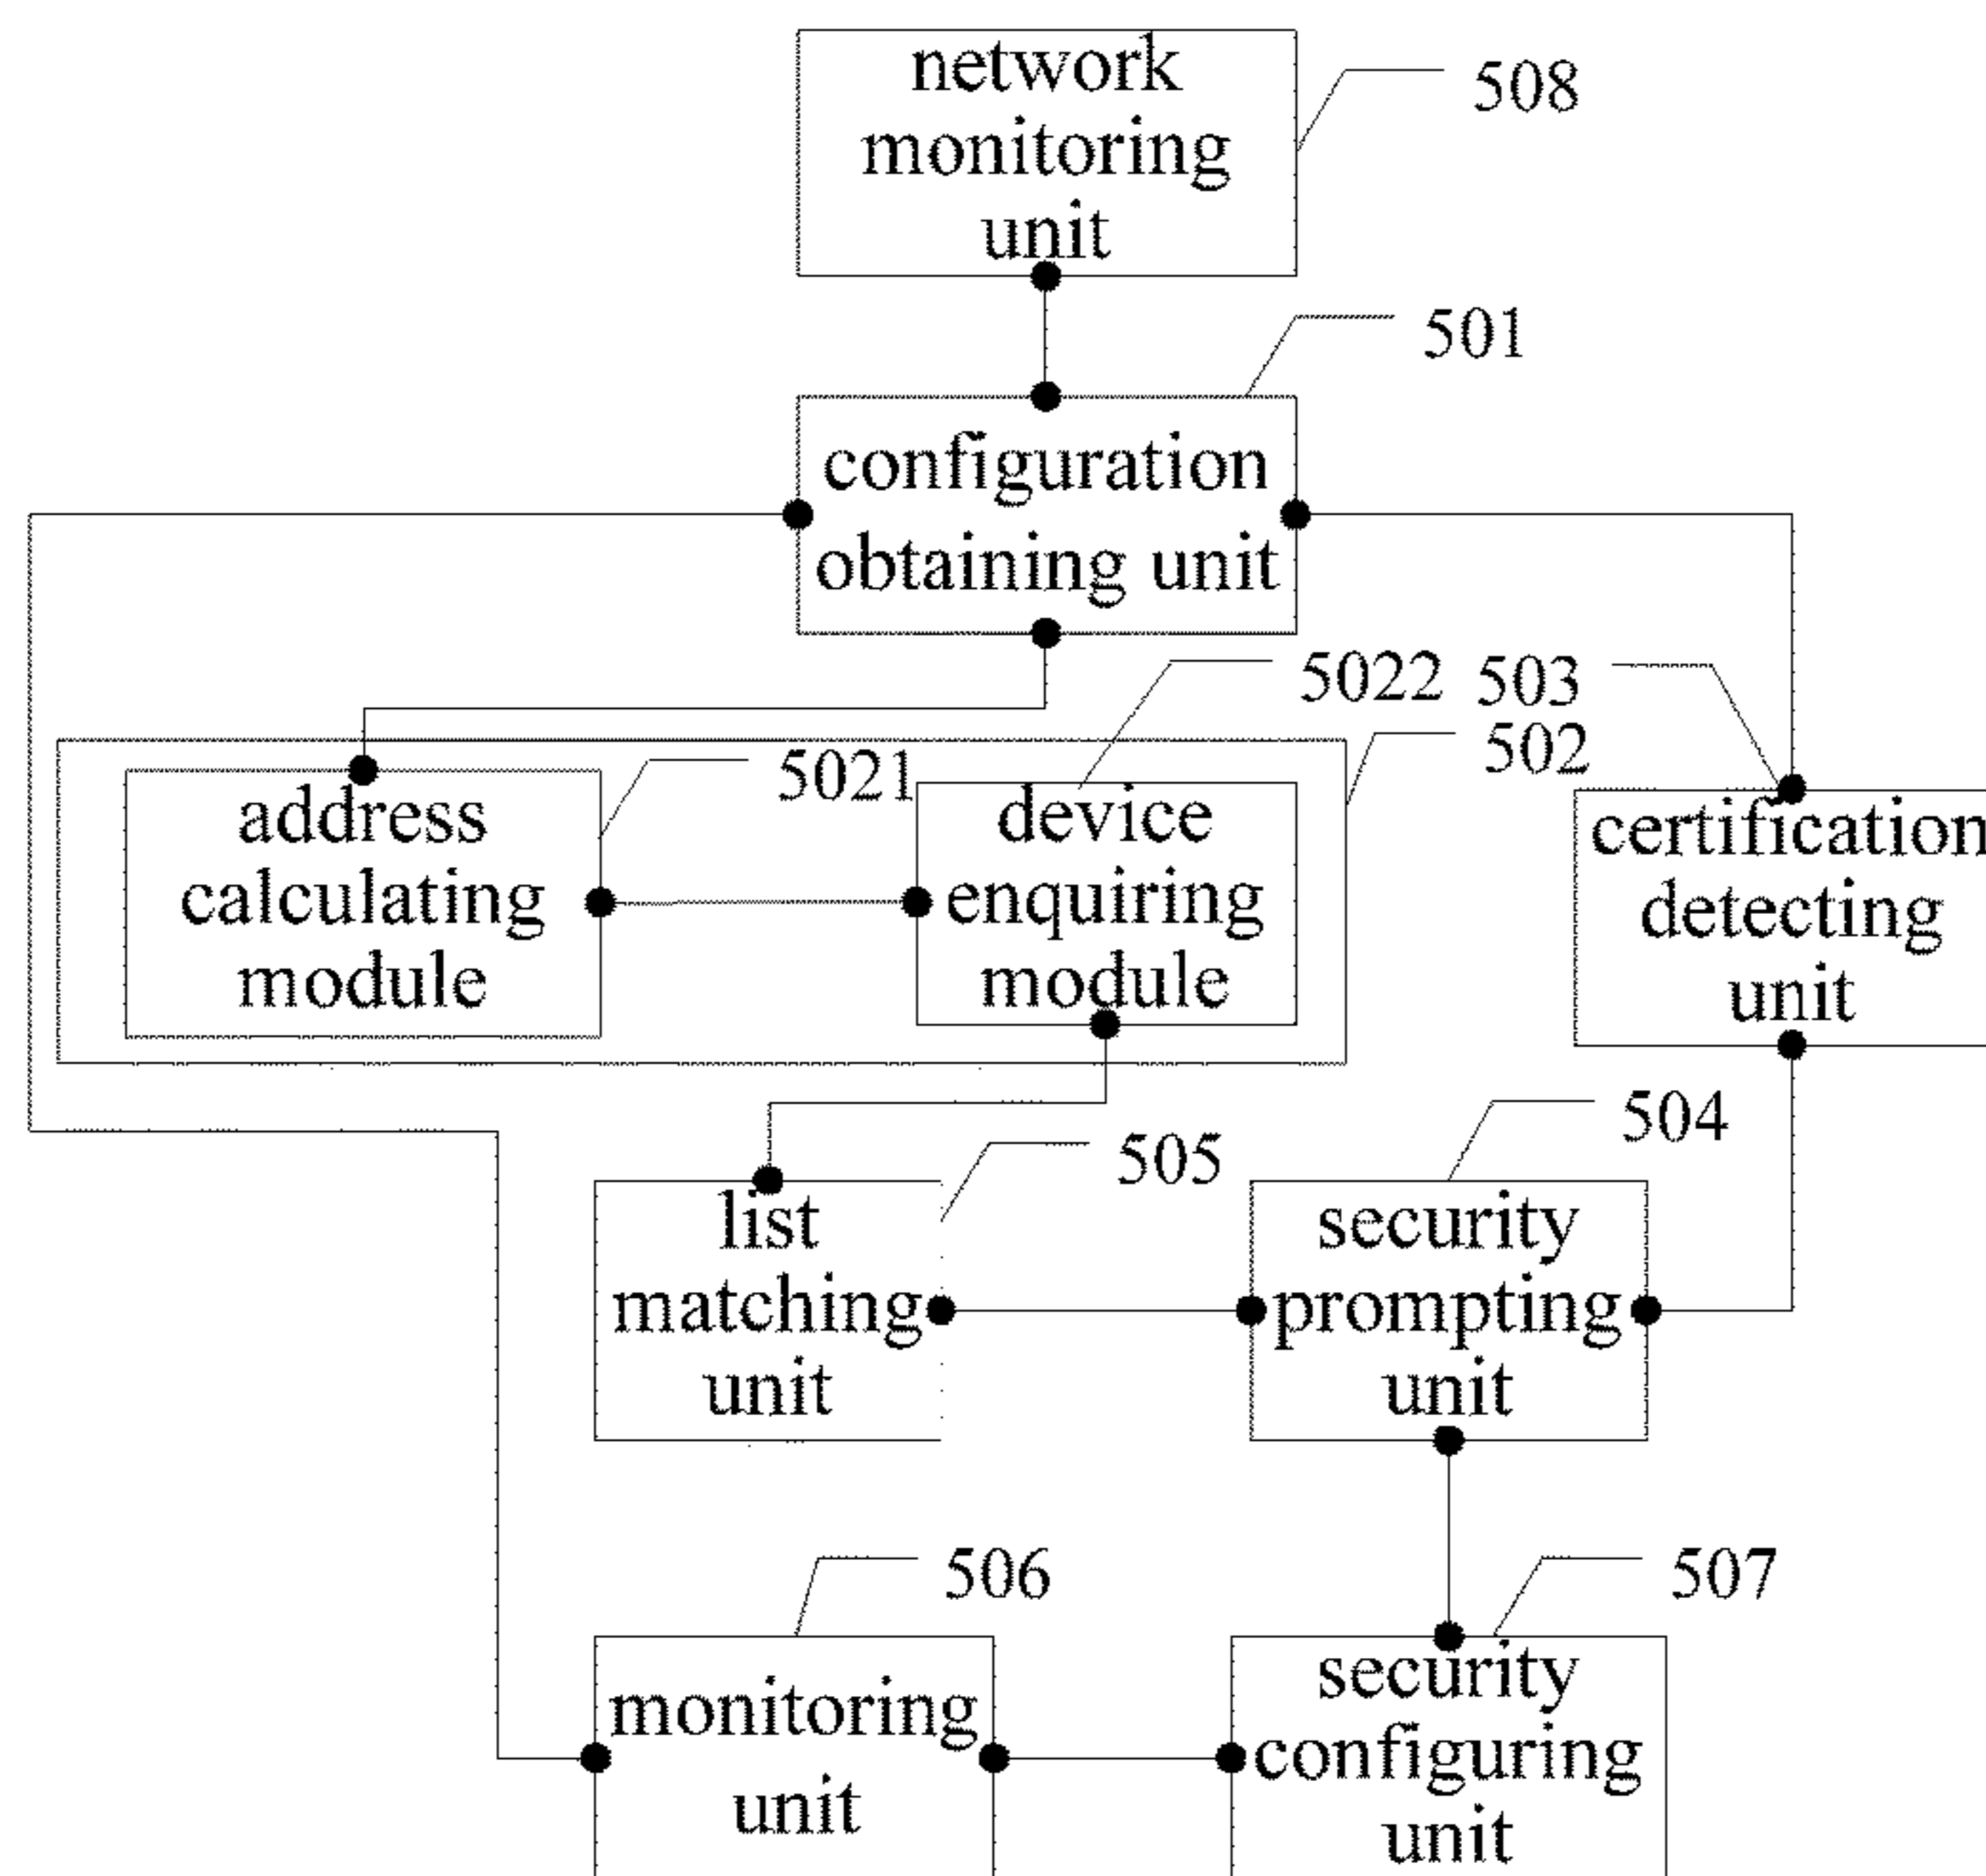 network
monitoring
unit
508
501
configuration
obtaining unit
5022
503
502
5021
address
calculating
module
device
enquiring
module
certification
detecting
unit
504
505
list
matching
unit
security
prompting
unit
506
507
monitoring
unit
security
configuring
unit